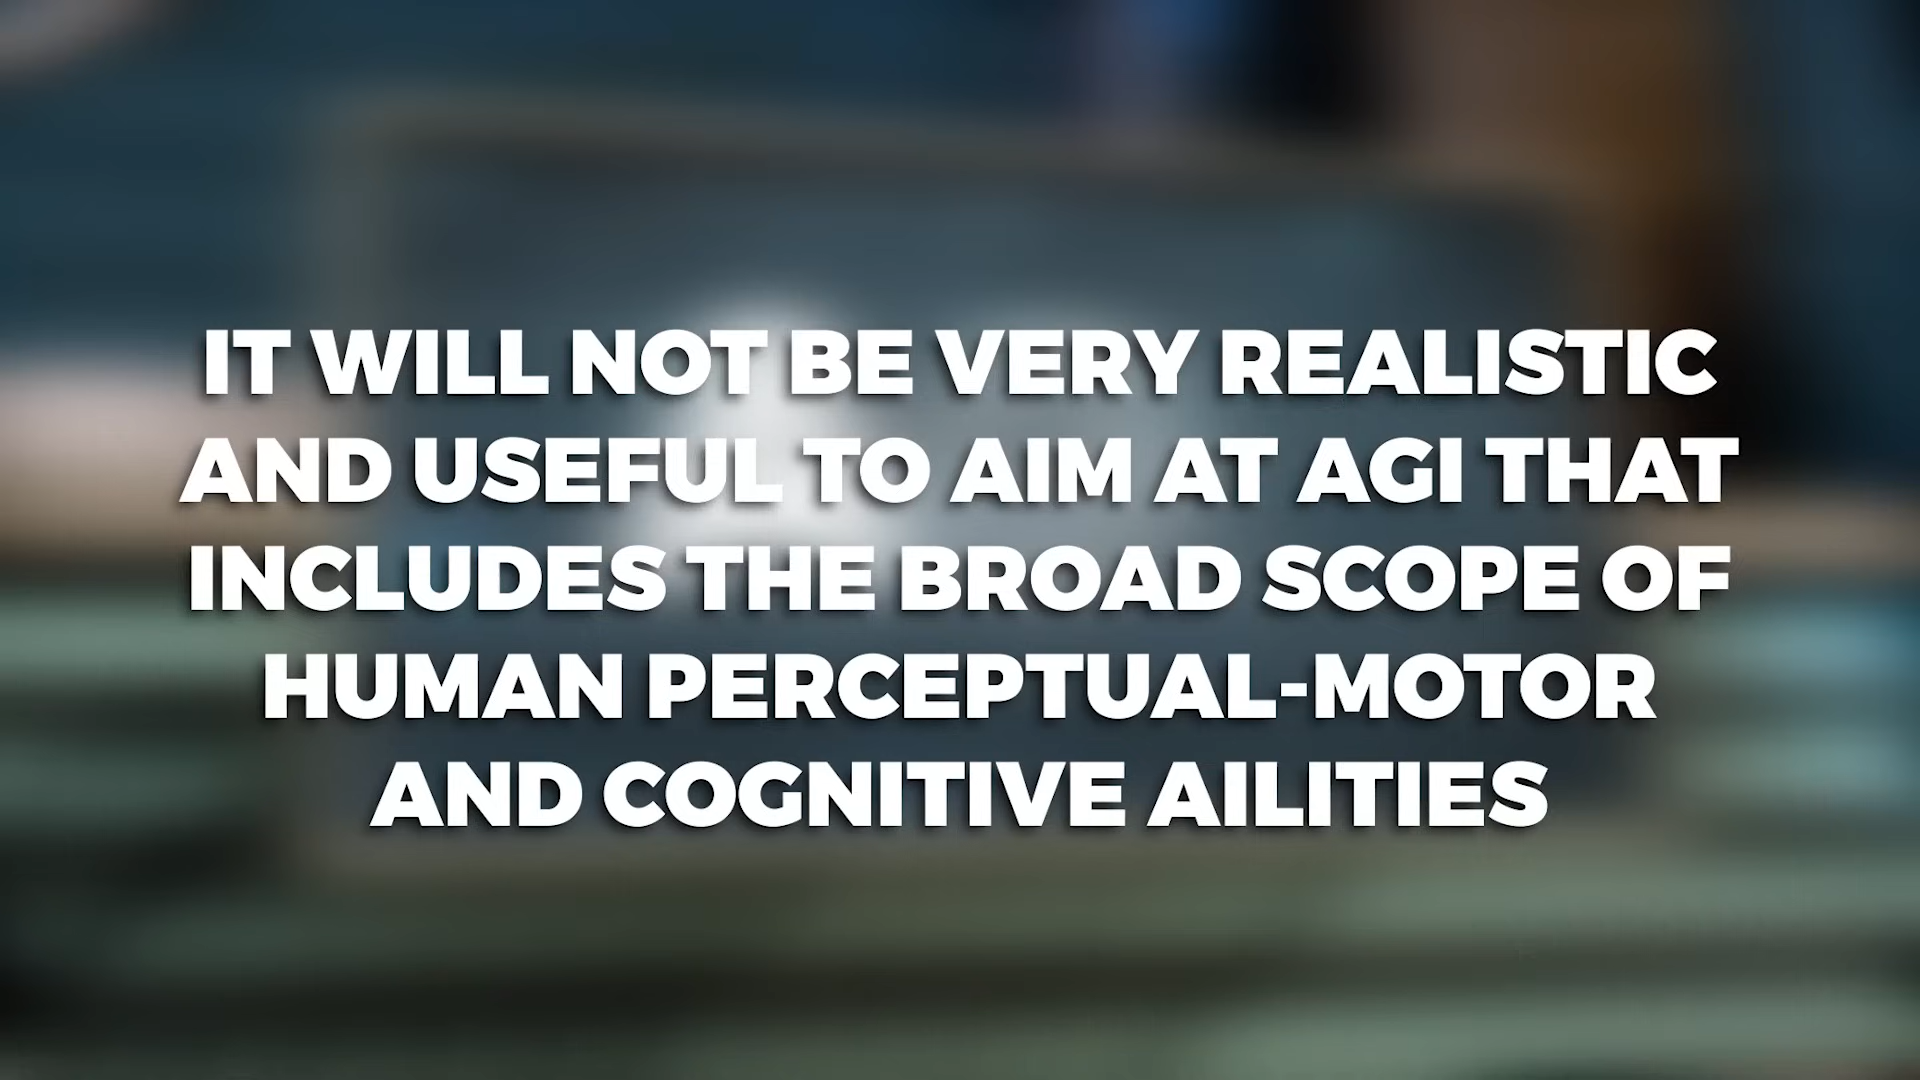 IT WILL NOT BE VERY REALISTIC
AND USEFUL TO AIM AT AGI THAT
INCLUDES THE BROAD SCOPE OF
HUMAN PERCEPTUAL-MOTOR
AND COGNITIVE AILITIES